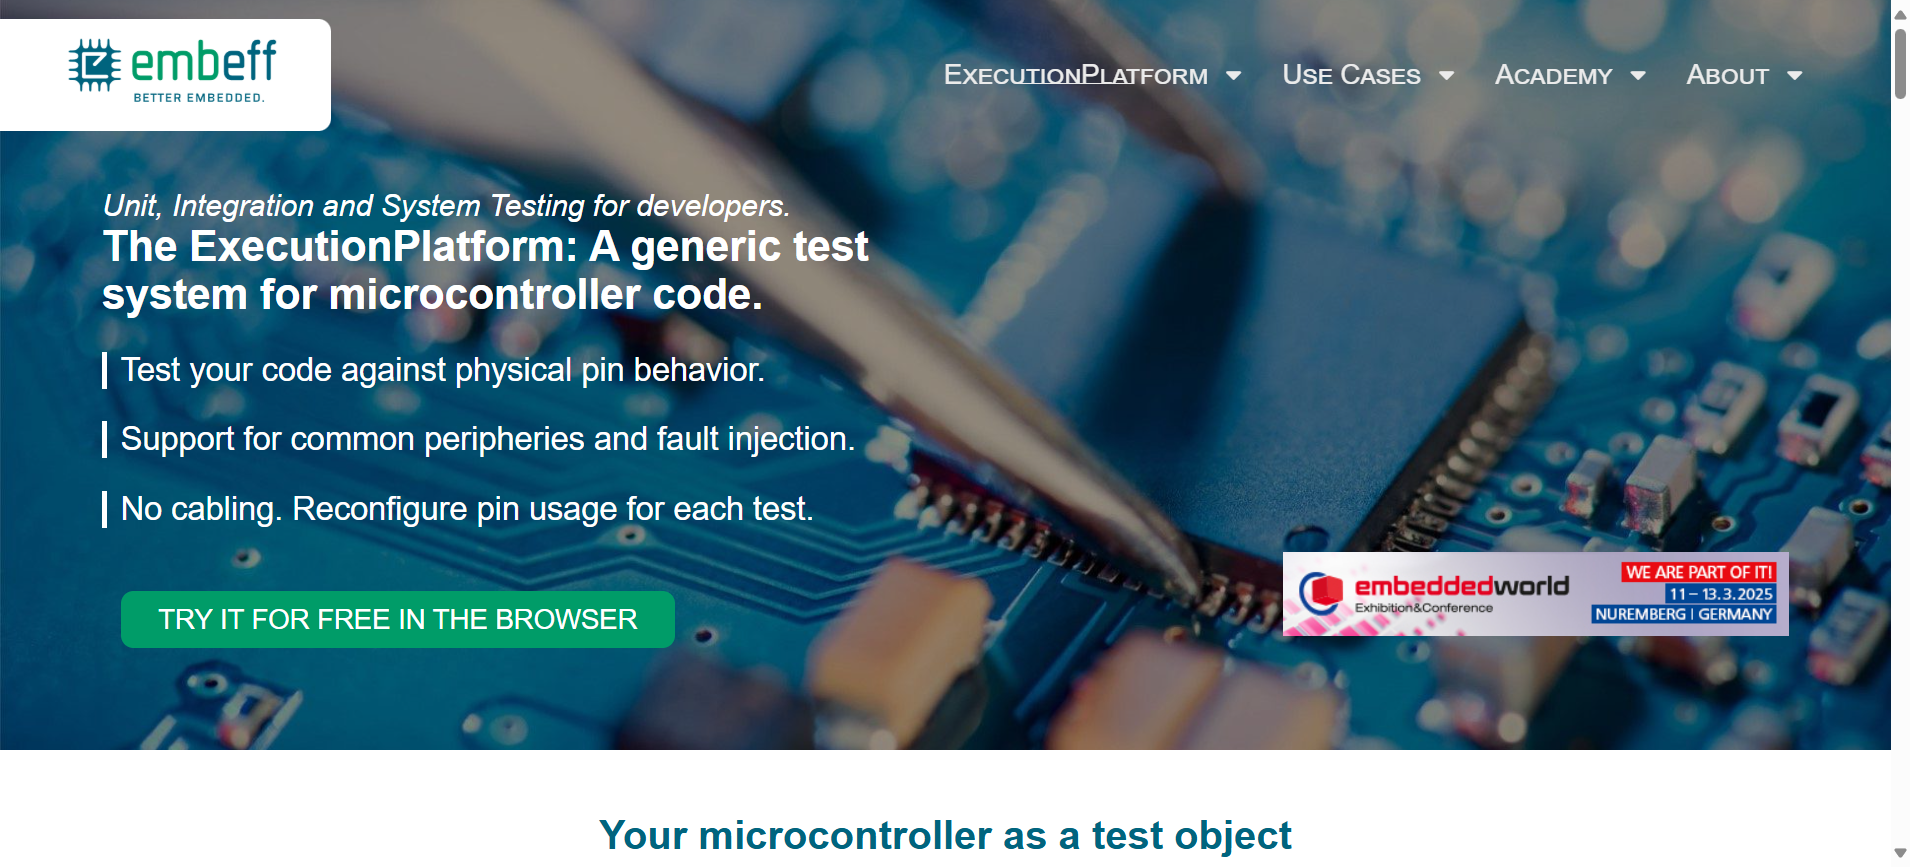 embeff
BETTER EMBEDDED.
ExecutionPlatform
Use Cases
Academy
About
Unit, Integration and System Testing for developers.
The ExecutionPlatform: A generic test
system for microcontroller code.
Test your code against physical pin behavior.
Support for common peripheries and fault injection.
No cabling. Reconfigure pin usage for each test.
TRY IT FOR FREE IN THE BROWSER
embeddedworld
Exhibition&Conference
WE ARE PART OF IT!
11 – 13.3.2025
NUREMBERG | GERMANY
Your microcontroller as a test object